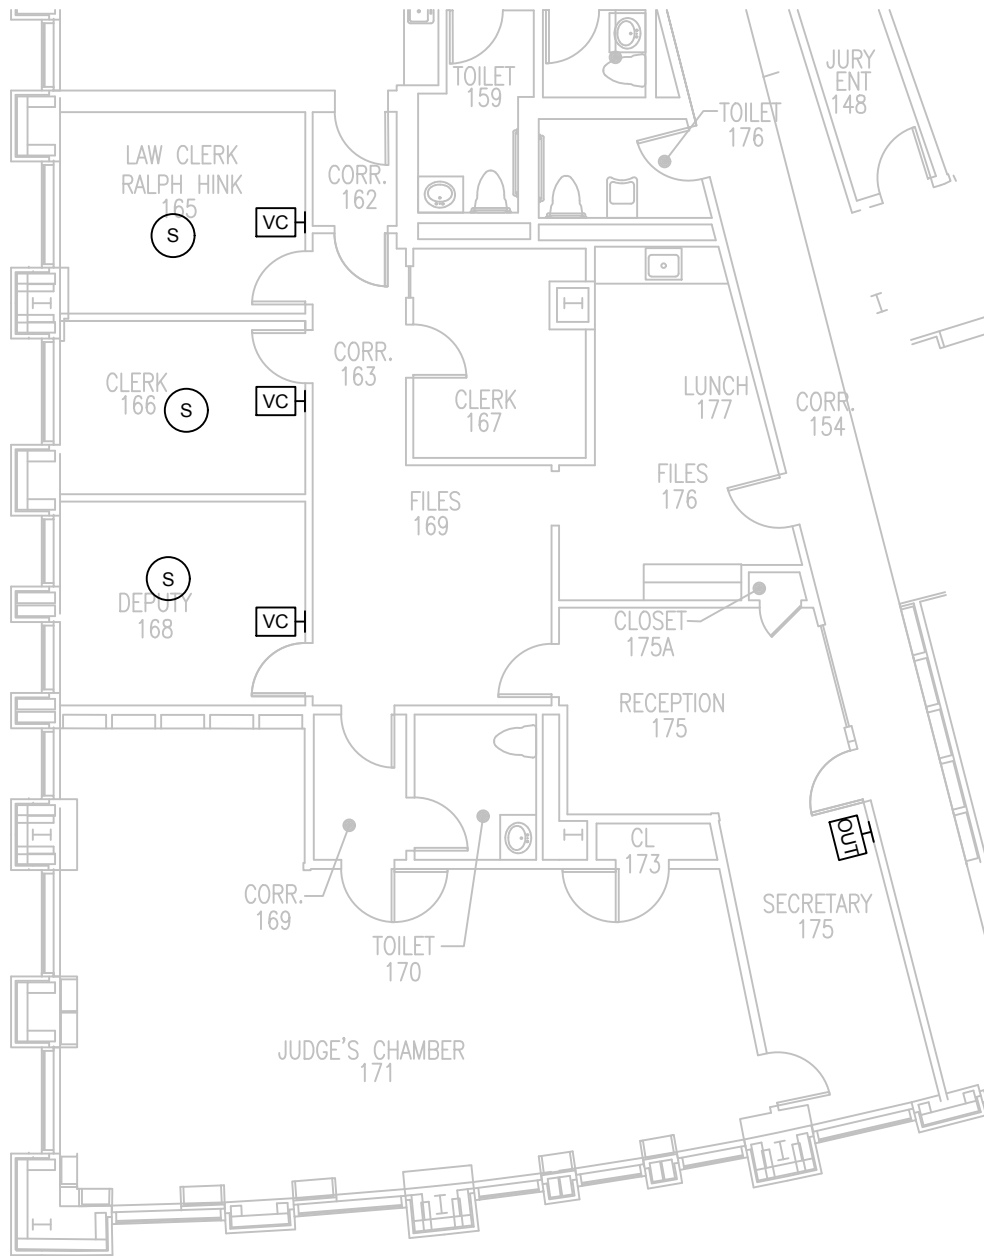 TOILET
159
JURY
ENT
148
TOILET
176
LAW CLERK
RALPH HINK
165
S
VC
CORR.
162
CORR.
163
CLERK
166
S
VC
CLERK
167
LUNCH
177
CORR.
154
FILES
169
FILES
176
S
DEPUTY
168
VC
CLOSET
175A
RECEPTION
175
OUT
CL
173
CORR.
169
TOILET
170
SECRETARY
175
JUDGE'S CHAMBER
171